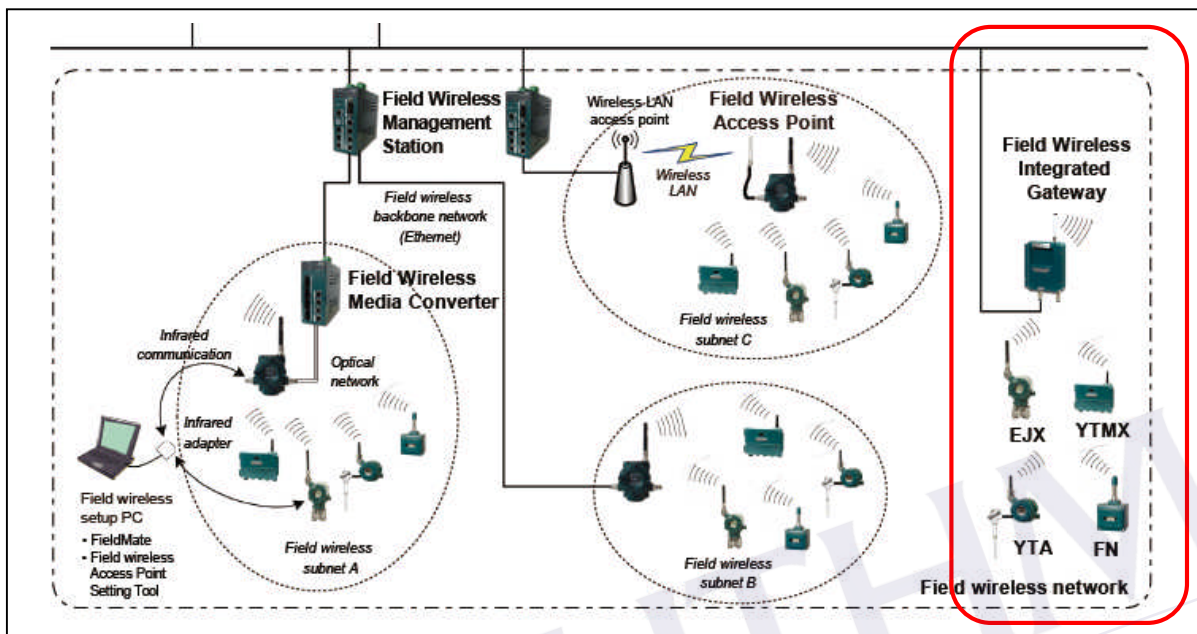 Field Wireless
Management
Station
Wireless LAN
access point
Field Wireless
Access Point
Wireless
LAN
Field Wireless
Integrated
Gateway
Field wireless
backbone network
(Ethernet)
Field Wireless
Media Converter
Infrared
communication
Optical
network
Infrared
adapter
Field wireless
setup PC
• FieldMate
• Field wireless
Access Point
Setting Tool
Field wireless
subnet A
Field wireless
subnet C
Field wireless
subnet B
EJX
YTMX
YTA
FN
Field wireless network
THM